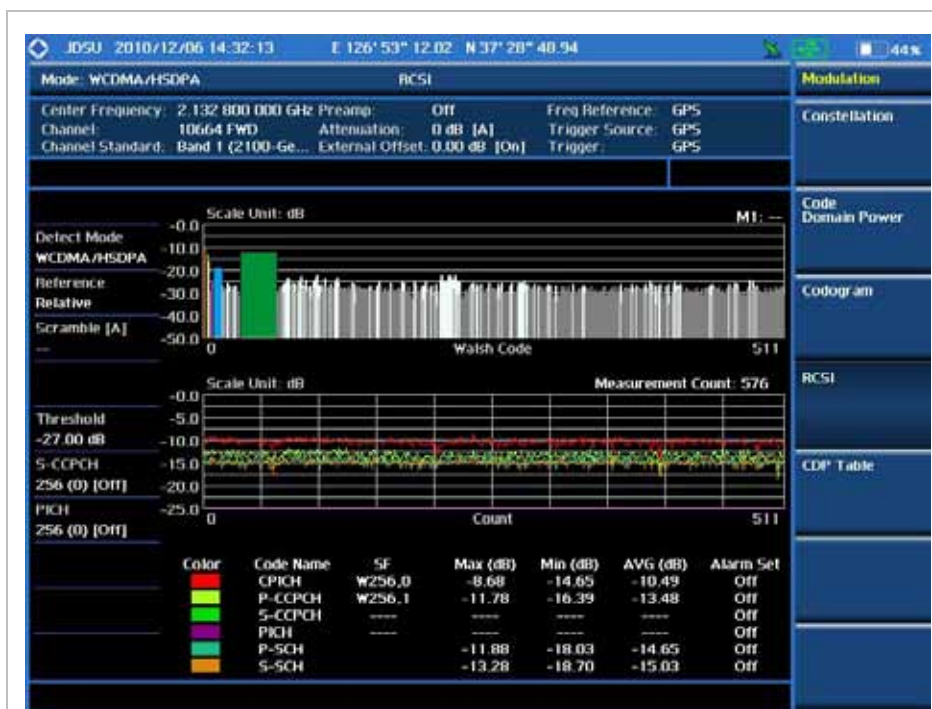 JDSU 2010/12/06 14:32:13 E 126° 53" 12.02 N 37° 28" 48.94 44%
Mode: WCDMA/HSDPA RCSI Modulation
Center Frequency: 2.132 800 000 GHz Preamp: Off Freq Reference: GPS
Channel: 10664 FWD Attenuation: 0 dB [A] Trigger Source: GPS
Channel Standard: Band 1 (2100-Ge... External Offset: 0.00 dB [On] Trigger: GPS
Constellation
Code
Domain Power
Codogram
RCSI
CDP Table
Scale Unit: dB M1: --
Detect Mode
WCDMA/HSDPA
Reference
Relative
Scramble [A]
--
-0.0
-10.0
-20.0
-30.0
-40.0
-50.0
0 Walsh Code 511
Scale Unit: dB Measurement Count: 576
Threshold
-27.00 dB
S-CCPCH
256 (0) [Off]
PICH
256 (0) [Off]
-0.0
-5.0
-10.0
-15.0
-20.0
-25.0
0 Count 511
Color Code Name SF Max (dB) Min (dB) AVG (dB) Alarm Set
CPICH W256,0 -8.68 -14.65 -10.49 Off
P-CCPCH W256,1 -11.78 -16.39 -13.48 Off
S-CCPCH ---- ---- ---- ---- Off
PICH ---- ---- ---- ---- Off
P-SCH -11.88 -18.03 -14.65 Off
S-SCH -13.28 -18.70 -15.03 Off